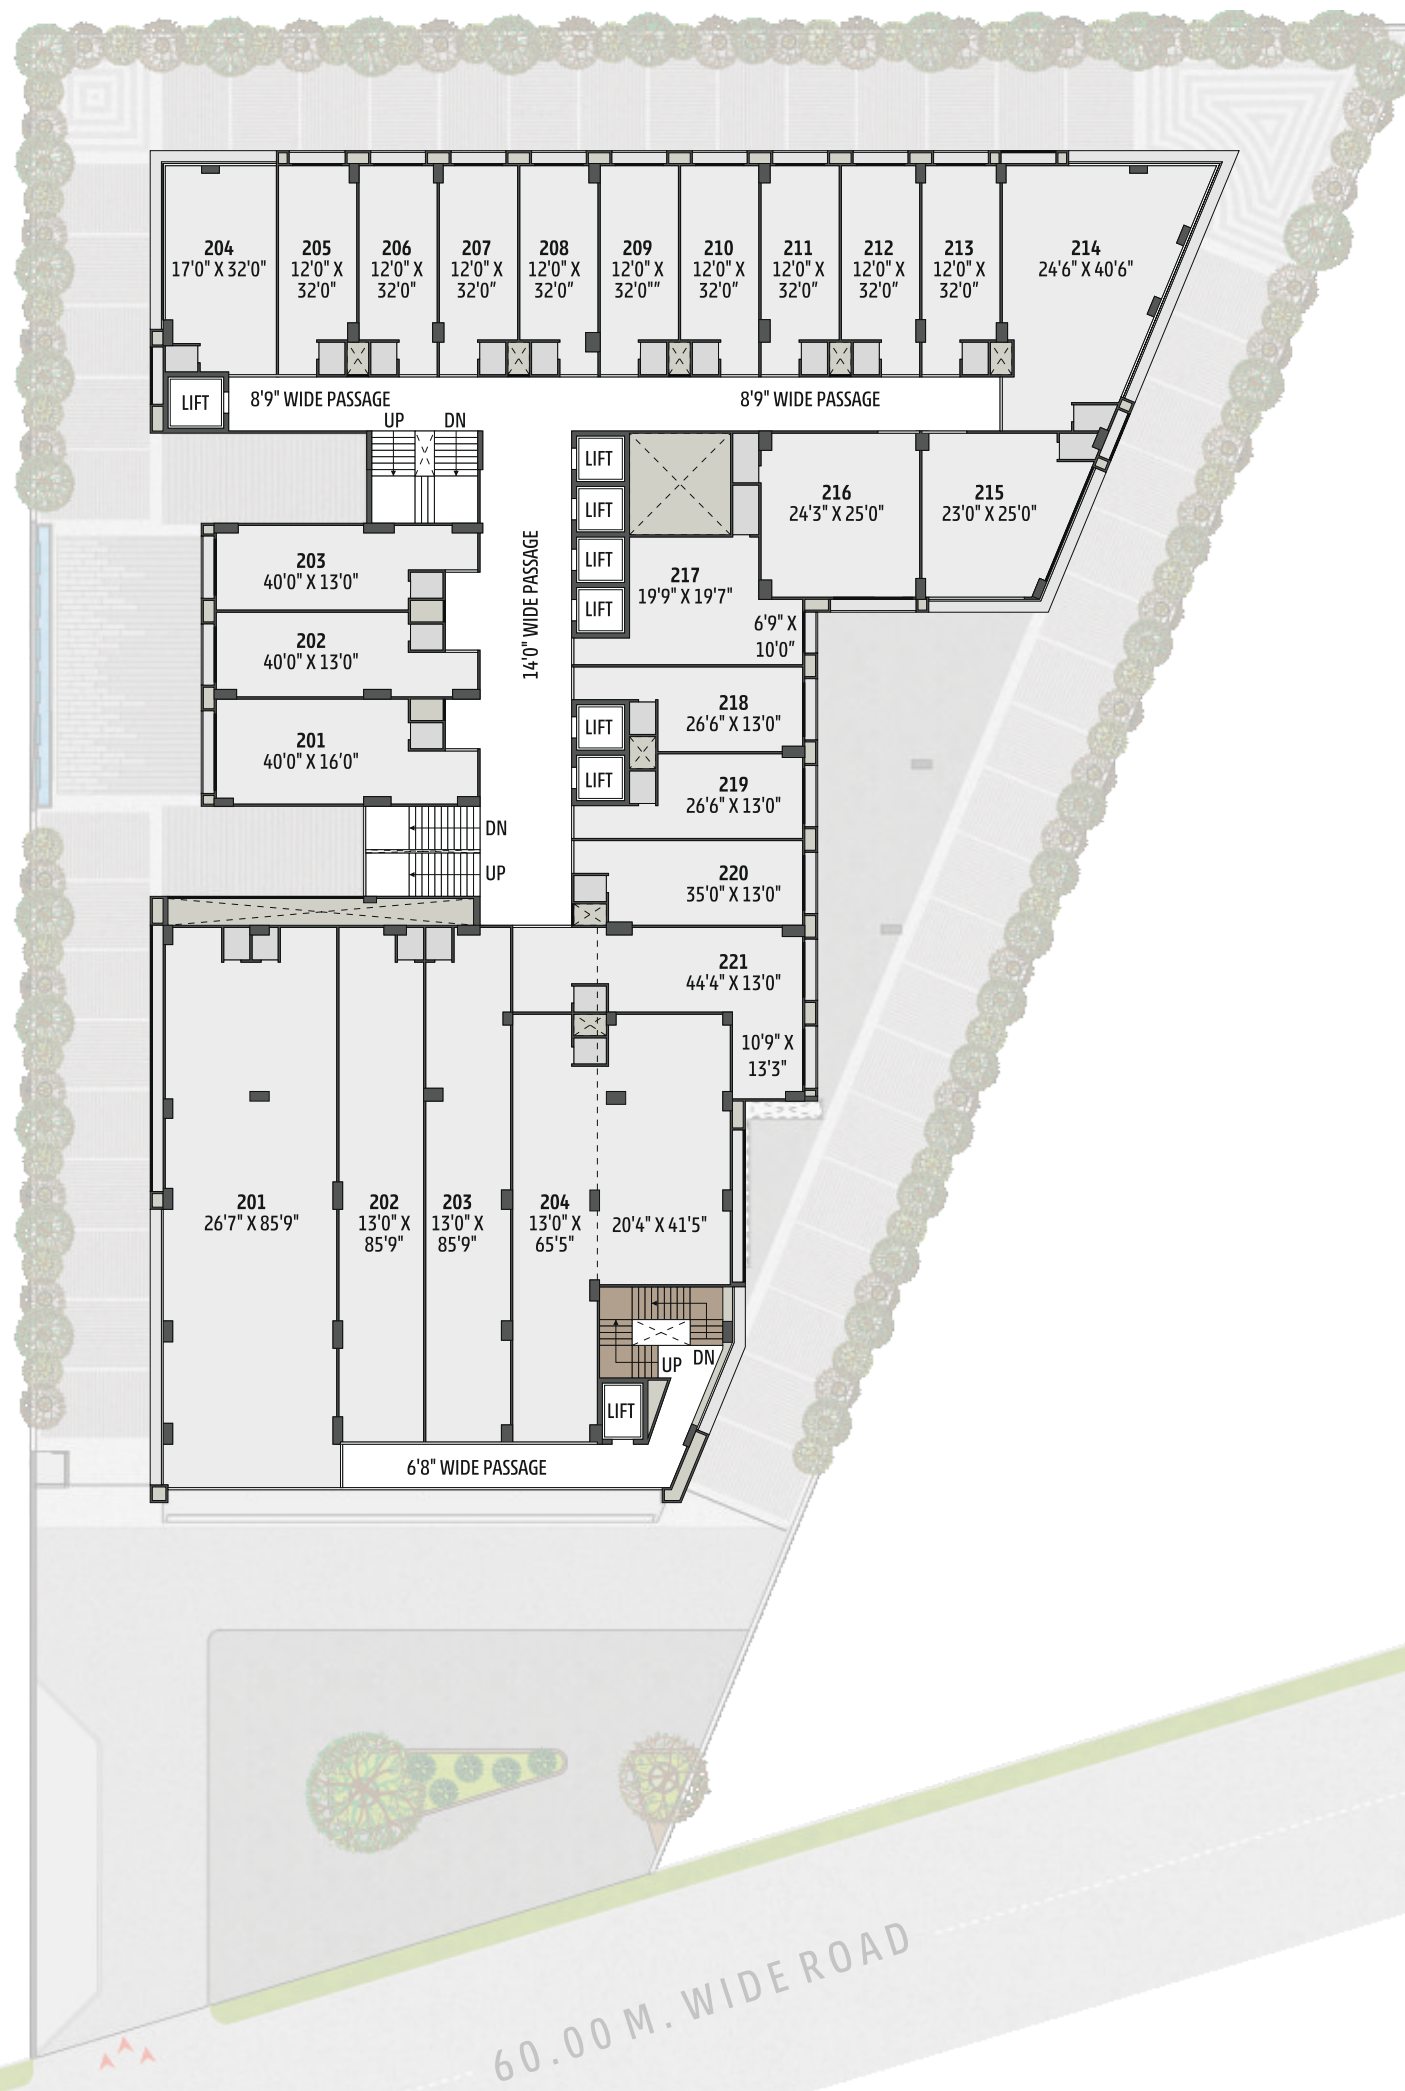 204
17'0" X 32'0"
205
12'0" X
32'0"
206
12'0" X
32'0"
207
12'0" X
32'0"
208
12'0" X
32'0"
209
12'0" X
32'0""
210
12'0" X
32'0"
211
12'0" X
32'0"
212
12'0" X
32'0"
213
12'0" X
32'0"
214
24'6" X 40'6"
LIFT
8'9" WIDE PASSAGE
8'9" WIDE PASSAGE
UP
DN
LIFT
LIFT
LIFT
LIFT
216
24'3" X 25'0"
215
23'0" X 25'0"
14'0" WIDE PASSAGE
203
40'0" X 13'0"
217
19'9" X 19'7"
6'9" X
10'0"
202
40'0" X 13'0"
201
40'0" X 16'0"
218
26'6" X 13'0"
LIFT
LIFT
219
26'6" X 13'0"
DN
UP
220
35'0" X 13'0"
221
44'4" X 13'0"
10'9" X
13'3"
201
26'7" X 85'9"
202
13'0" X
85'9"
203
13'0" X
85'9"
204
13'0" X
65'5"
20'4" X 41'5"
UP
DN
LIFT
6'8" WIDE PASSAGE
60.00 M. WIDE ROAD